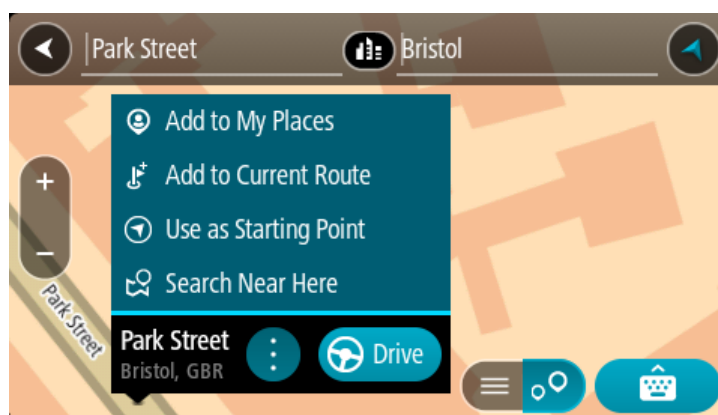 Park Street
Bristol
Add to My Places
Add to Current Route
Use as Starting Point
Search Near Here
Park Street
Park Street
Bristol, GBR
Drive